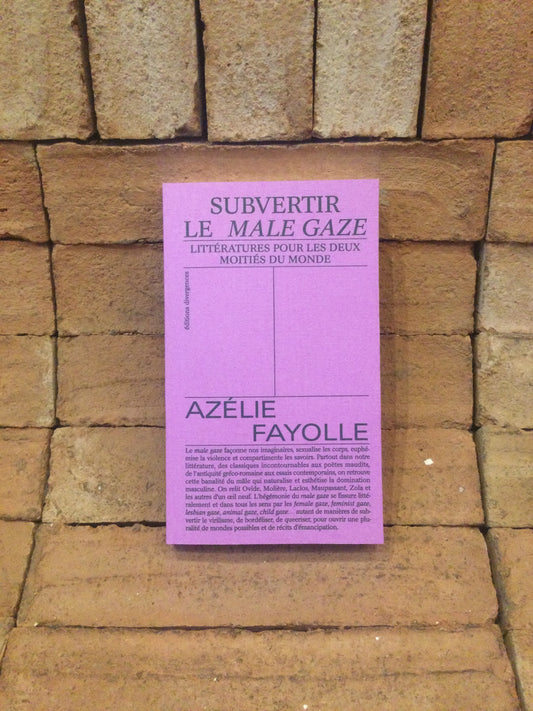 SUBVERTIR
LE MALE GAZE
LITTÉRATURES POUR LES DEUX
MOITIÉS DU MONDE
éditions divergences
AZÉLIE
FAYOLLE
Le male gaze façonne nos imaginaires, sexualise les corps, euphé-
mise la violence et compartimente les savoirs. Partout dans notre
littérature, des classiques incontournables aux poètes maudits,
de l'antiquité gréco-romaine aux essais contemporains, on retrouve
cette banalité du mâle qui naturalise et esthétise la domination
masculine. On relit Ovide, Molière, Laclos, Maupassant, Zola et
les autres d'un œil neuf. L'hégémonie du male gaze se fissure litté-
ralement et dans tous les sens par les female gaze, feminist gaze,
lesbian gaze, animal gaze, child gaze... autant de manières de sub-
vertir le virilisme, de bordéliser, de queeriser, pour ouvrir une plu-
ralité de mondes possibles et de récits d'émancipation.